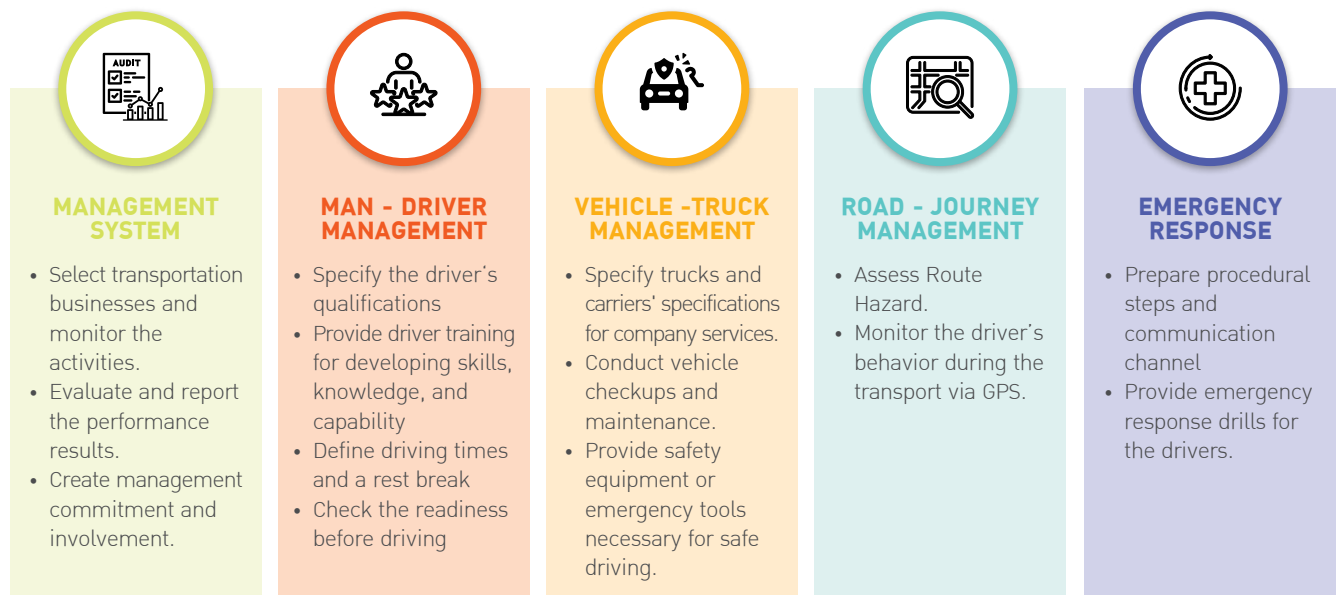 AUDIT
MANAGEMENT
SYSTEM
• Select transportation
businesses and
monitor the
activities.
• Evaluate and report
the performance
results.
• Create management
commitment and
involvement.
MAN - DRIVER
MANAGEMENT
• Specify the driver's
qualifications
• Provide driver training
for developing skills,
knowledge, and
capability
• Define driving times
and a rest break
• Check the readiness
before driving
VEHICLE -TRUCK
MANAGEMENT
• Specify trucks and
carriers' specifications
for company services.
• Conduct vehicle
checkups and
maintenance.
• Provide safety
equipment or
emergency tools
necessary for safe
driving.
ROAD - JOURNEY
MANAGEMENT
• Assess Route
Hazard.
• Monitor the driver's
behavior during the
transport via GPS.
EMERGENCY
RESPONSE
• Prepare procedural
steps and
communication
channel
• Provide emergency
response drills for
the drivers.